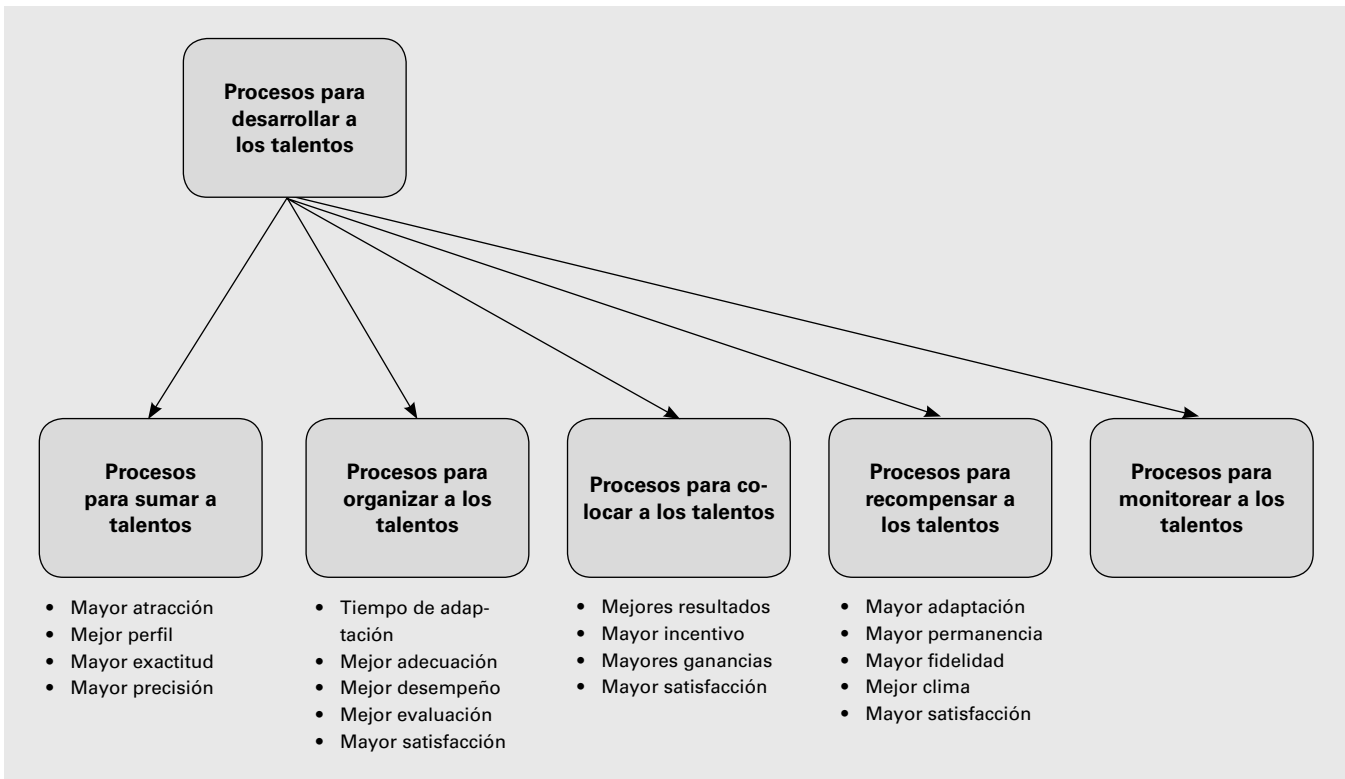 Procesos para
desarrollar a
los talentos
Procesos
para sumar a
talentos
• Mayor atracción
• Mejor perfil
• Mayor exactitud
• Mayor precisión
Procesos para
organizar a los
talentos
• Tiempo de adap-
tación
• Mejor adecuación
• Mejor desempeño
• Mejor evaluación
• Mayor satisfacción
Procesos para co-
locar a los talentos
• Mejores resultados
• Mayor incentivo
• Mayores ganancias
• Mayor satisfacción
Procesos para
recompensar a
los talentos
• Mayor adaptación
• Mayor permanencia
• Mayor fidelidad
• Mejor clima
• Mayor satisfacción
Procesos para
monitorear a los
talentos